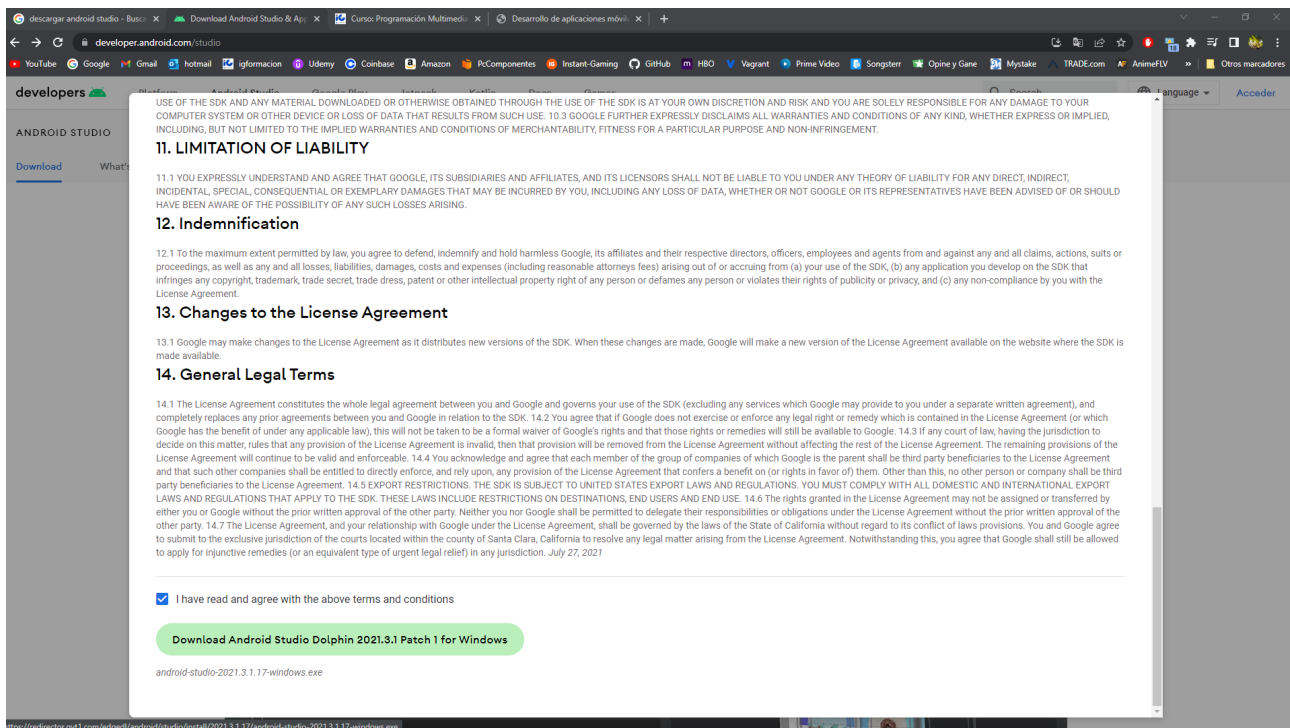 descargar android studio - Busc
Download Android Studio & Ap
Curso: Programación Multimedi
Desarrollo de aplicaciones móvil
developer.android.com/studio
YouTube Google Gmail hotmail igformacion Udemy Coinbase Amazon PcComponentes Instant-Gaming GitHub HBO Vagrant Prime Video Songsterr Opine y Gane Mystake TRADE.com AnimeFLV » Otros marcadores
developers Platform Android Studio Google Play Jetpack Kotlin Docs Games Search Language Acceder
ANDROID STUDIO
Download What's
USE OF THE SDK AND ANY MATERIAL DOWNLOADED OR OTHERWISE OBTAINED THROUGH THE USE OF THE SDK IS AT YOUR OWN DISCRETION AND RISK AND YOU ARE SOLELY RESPONSIBLE FOR ANY DAMAGE TO YOUR
COMPUTER SYSTEM OR OTHER DEVICE OR LOSS OF DATA THAT RESULTS FROM SUCH USE. 10.3 GOOGLE FURTHER EXPRESSLY DISCLAIMS ALL WARRANTIES AND CONDITIONS OF ANY KIND, WHETHER EXPRESS OR IMPLIED,
INCLUDING, BUT NOT LIMITED TO THE IMPLIED WARRANTIES AND CONDITIONS OF MERCHANTABILITY, FITNESS FOR A PARTICULAR PURPOSE AND NON-INFRINGEMENT.
11. LIMITATION OF LIABILITY
11.1 YOU EXPRESSLY UNDERSTAND AND AGREE THAT GOOGLE, ITS SUBSIDIARIES AND AFFILIATES, AND ITS LICENSORS SHALL NOT BE LIABLE TO YOU UNDER ANY THEORY OF LIABILITY FOR ANY DIRECT, INDIRECT,
INCIDENTAL, SPECIAL, CONSEQUENTIAL OR EXEMPLARY DAMAGES THAT MAY BE INCURRED BY YOU, INCLUDING ANY LOSS OF DATA, WHETHER OR NOT GOOGLE OR ITS REPRESENTATIVES HAVE BEEN ADVISED OF OR SHOULD
HAVE BEEN AWARE OF THE POSSIBILITY OF ANY SUCH LOSSES ARISING.
12. Indemnification
12.1 To the maximum extent permitted by law, you agree to defend, indemnify and hold harmless Google, its affiliates and their respective directors, officers, employees and agents from and against any and all claims, actions, suits or
proceedings, as well as any and all losses, liabilities, damages, costs and expenses (including reasonable attorneys fees) arising out of or accruing from (a) your use of the SDK, (b) any application you develop on the SDK that
infringes any copyright, trademark, trade secret, trade dress, patent or other intellectual property right of any person or defames any person or violates their rights of publicity or privacy, and (c) any non-compliance by you with the
License Agreement.
13. Changes to the License Agreement
13.1 Google may make changes to the License Agreement as it distributes new versions of the SDK. When these changes are made, Google will make a new version of the License Agreement available on the website where the SDK is
made available.
14. General Legal Terms
14.1 The License Agreement constitutes the whole legal agreement between you and Google and governs your use of the SDK (excluding any services which Google may provide to you under a separate written agreement), and
completely replaces any prior agreements between you and Google in relation to the SDK. 14.2 You agree that if Google does not exercise or enforce any legal right or remedy which is contained in the License Agreement (or which
Google has the benefit of under any applicable law), this will not be taken to be a formal waiver of Google's rights and that those rights or remedies will still be available to Google. 14.3 If any court of law, having the jurisdiction to
decide on this matter, rules that any provision of the License Agreement is invalid, then that provision will be removed from the License Agreement without affecting the rest of the License Agreement. The remaining provisions of the
License Agreement will continue to be valid and enforceable. 14.4 You acknowledge and agree that each member of the group of companies of which Google is the parent shall be third party beneficiaries to the License Agreement
and that such other companies shall be entitled to directly enforce, and rely upon, any provision of the License Agreement that confers a benefit on (or rights in favor of) them. Other than this, no other person or company shall be third
party beneficiaries to the License Agreement. 14.5 EXPORT RESTRICTIONS. THE SDK IS SUBJECT TO UNITED STATES EXPORT LAWS AND REGULATIONS. YOU MUST COMPLY WITH ALL DOMESTIC AND INTERNATIONAL EXPORT
LAWS AND REGULATIONS THAT APPLY TO THE SDK. THESE LAWS INCLUDE RESTRICTIONS ON DESTINATIONS, END USERS AND END USE. 14.6 The rights granted in the License Agreement may not be assigned or transferred by
either you or Google without the prior written approval of the other party. Neither you nor Google shall be permitted to delegate their responsibilities or obligations under the License Agreement without the prior written approval of the
other party. 14.7 The License Agreement, and your relationship with Google under the License Agreement, shall be governed by the laws of the State of California without regard to its conflict of laws provisions. You and Google agree
to submit to the exclusive jurisdiction of the courts located within the county of Santa Clara, California to resolve any legal matter arising from the License Agreement. Notwithstanding this, you agree that Google shall still be allowed
to apply for injunctive remedies (or an equivalent type of urgent legal relief) in any jurisdiction. July 27, 2021
I have read and agree with the above terms and conditions
Download Android Studio Dolphin 2021.3.1 Patch 1 for Windows
android-studio-2021.3.1.17-windows.exe
https://redirector.gvt1.com/edgedl/android/studio/install/2021.3.1.17/android-studio-2021.3.1.17-windows.exe